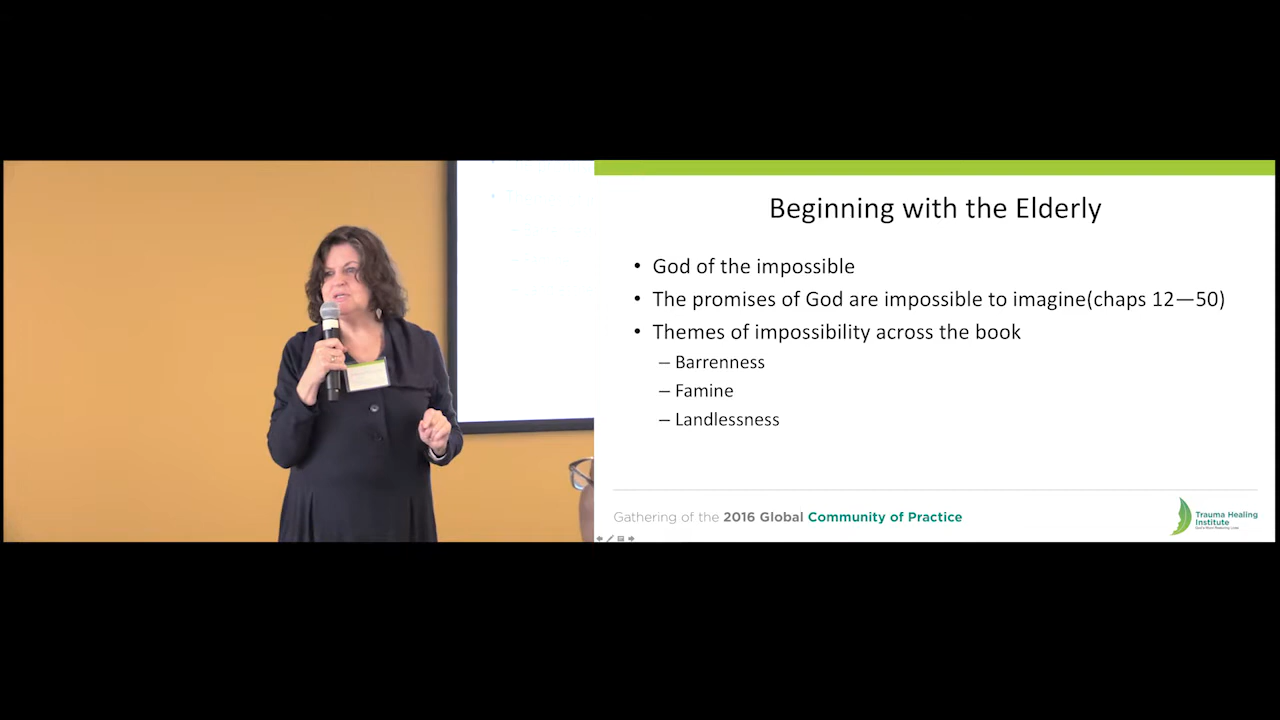 Beginning with the Elderly
• God of the impossible
• The promises of God are impossible to imagine(chaps 12—50)
• Themes of impossibility across the book
– Barrenness
– Famine
– Landlessness
Gathering of the 2016 Global Community of Practice
Trauma Healing
Institute